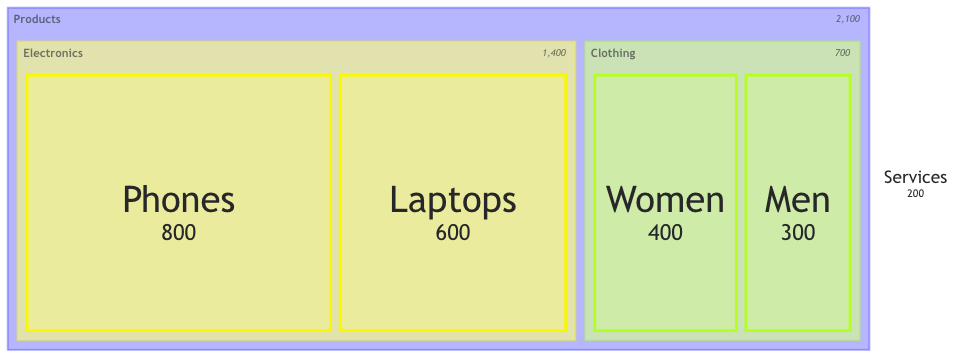 Products 2,100
Electronics 1,400
Clothing 700
Phones
800
Laptops
600
Women
400
Men
300
Services
200